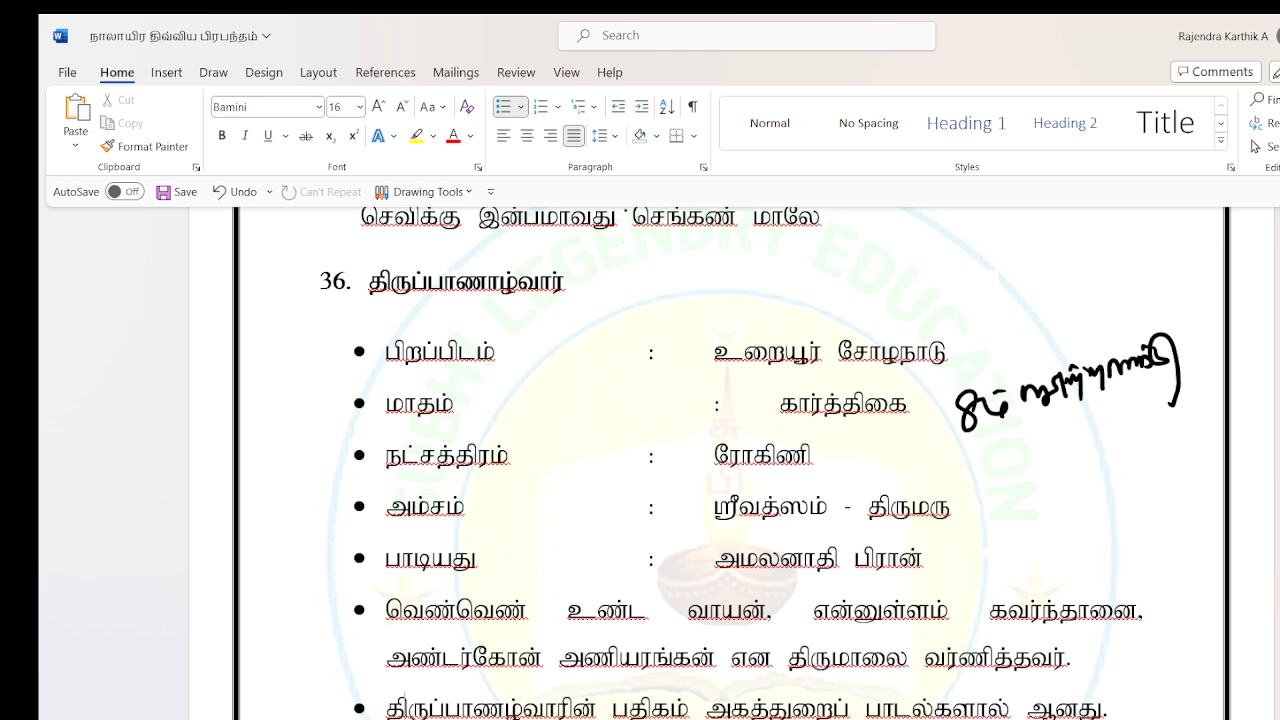 நாலாயிர திவ்விய பிரபந்தம்
Search
Rajendra Karthik A
File Home Insert Draw Design Layout References Mailings Review View Help
Comments
Paste Cut Copy Format Painter
Clipboard
Bamini 16
Font
Paragraph
Normal No Spacing Heading 1 Heading 2 Title
Styles
AutoSave Off Save Undo Can't Repeat Drawing Tools
செவிக்கு இன்பமாவது செங்கண் மாலே
36. திருப்பாணாழ்வார்
• பிறப்பிடம் : உறையூர் சோழநாடு
• மாதம் : கார்த்திகை
• நட்சத்திரம் : ரோகிணி
• அம்சம் : ஸ்ரீவத்ஸம் - திருமரு
• பாடியது : அமலனாதி பிரான்
• வெண்வெண் உண்ட வாயன், என்னுள்ளம் கவர்ந்தானை,
அண்டர்கோன் அணியரங்கன் என திருமாலை வர்ணித்தவர்.
• திருப்பாணழ்வாரின் பதிகம் அகத்துறைப் பாடல்களால் ஆனது.
LEGENDRY EDUCATION